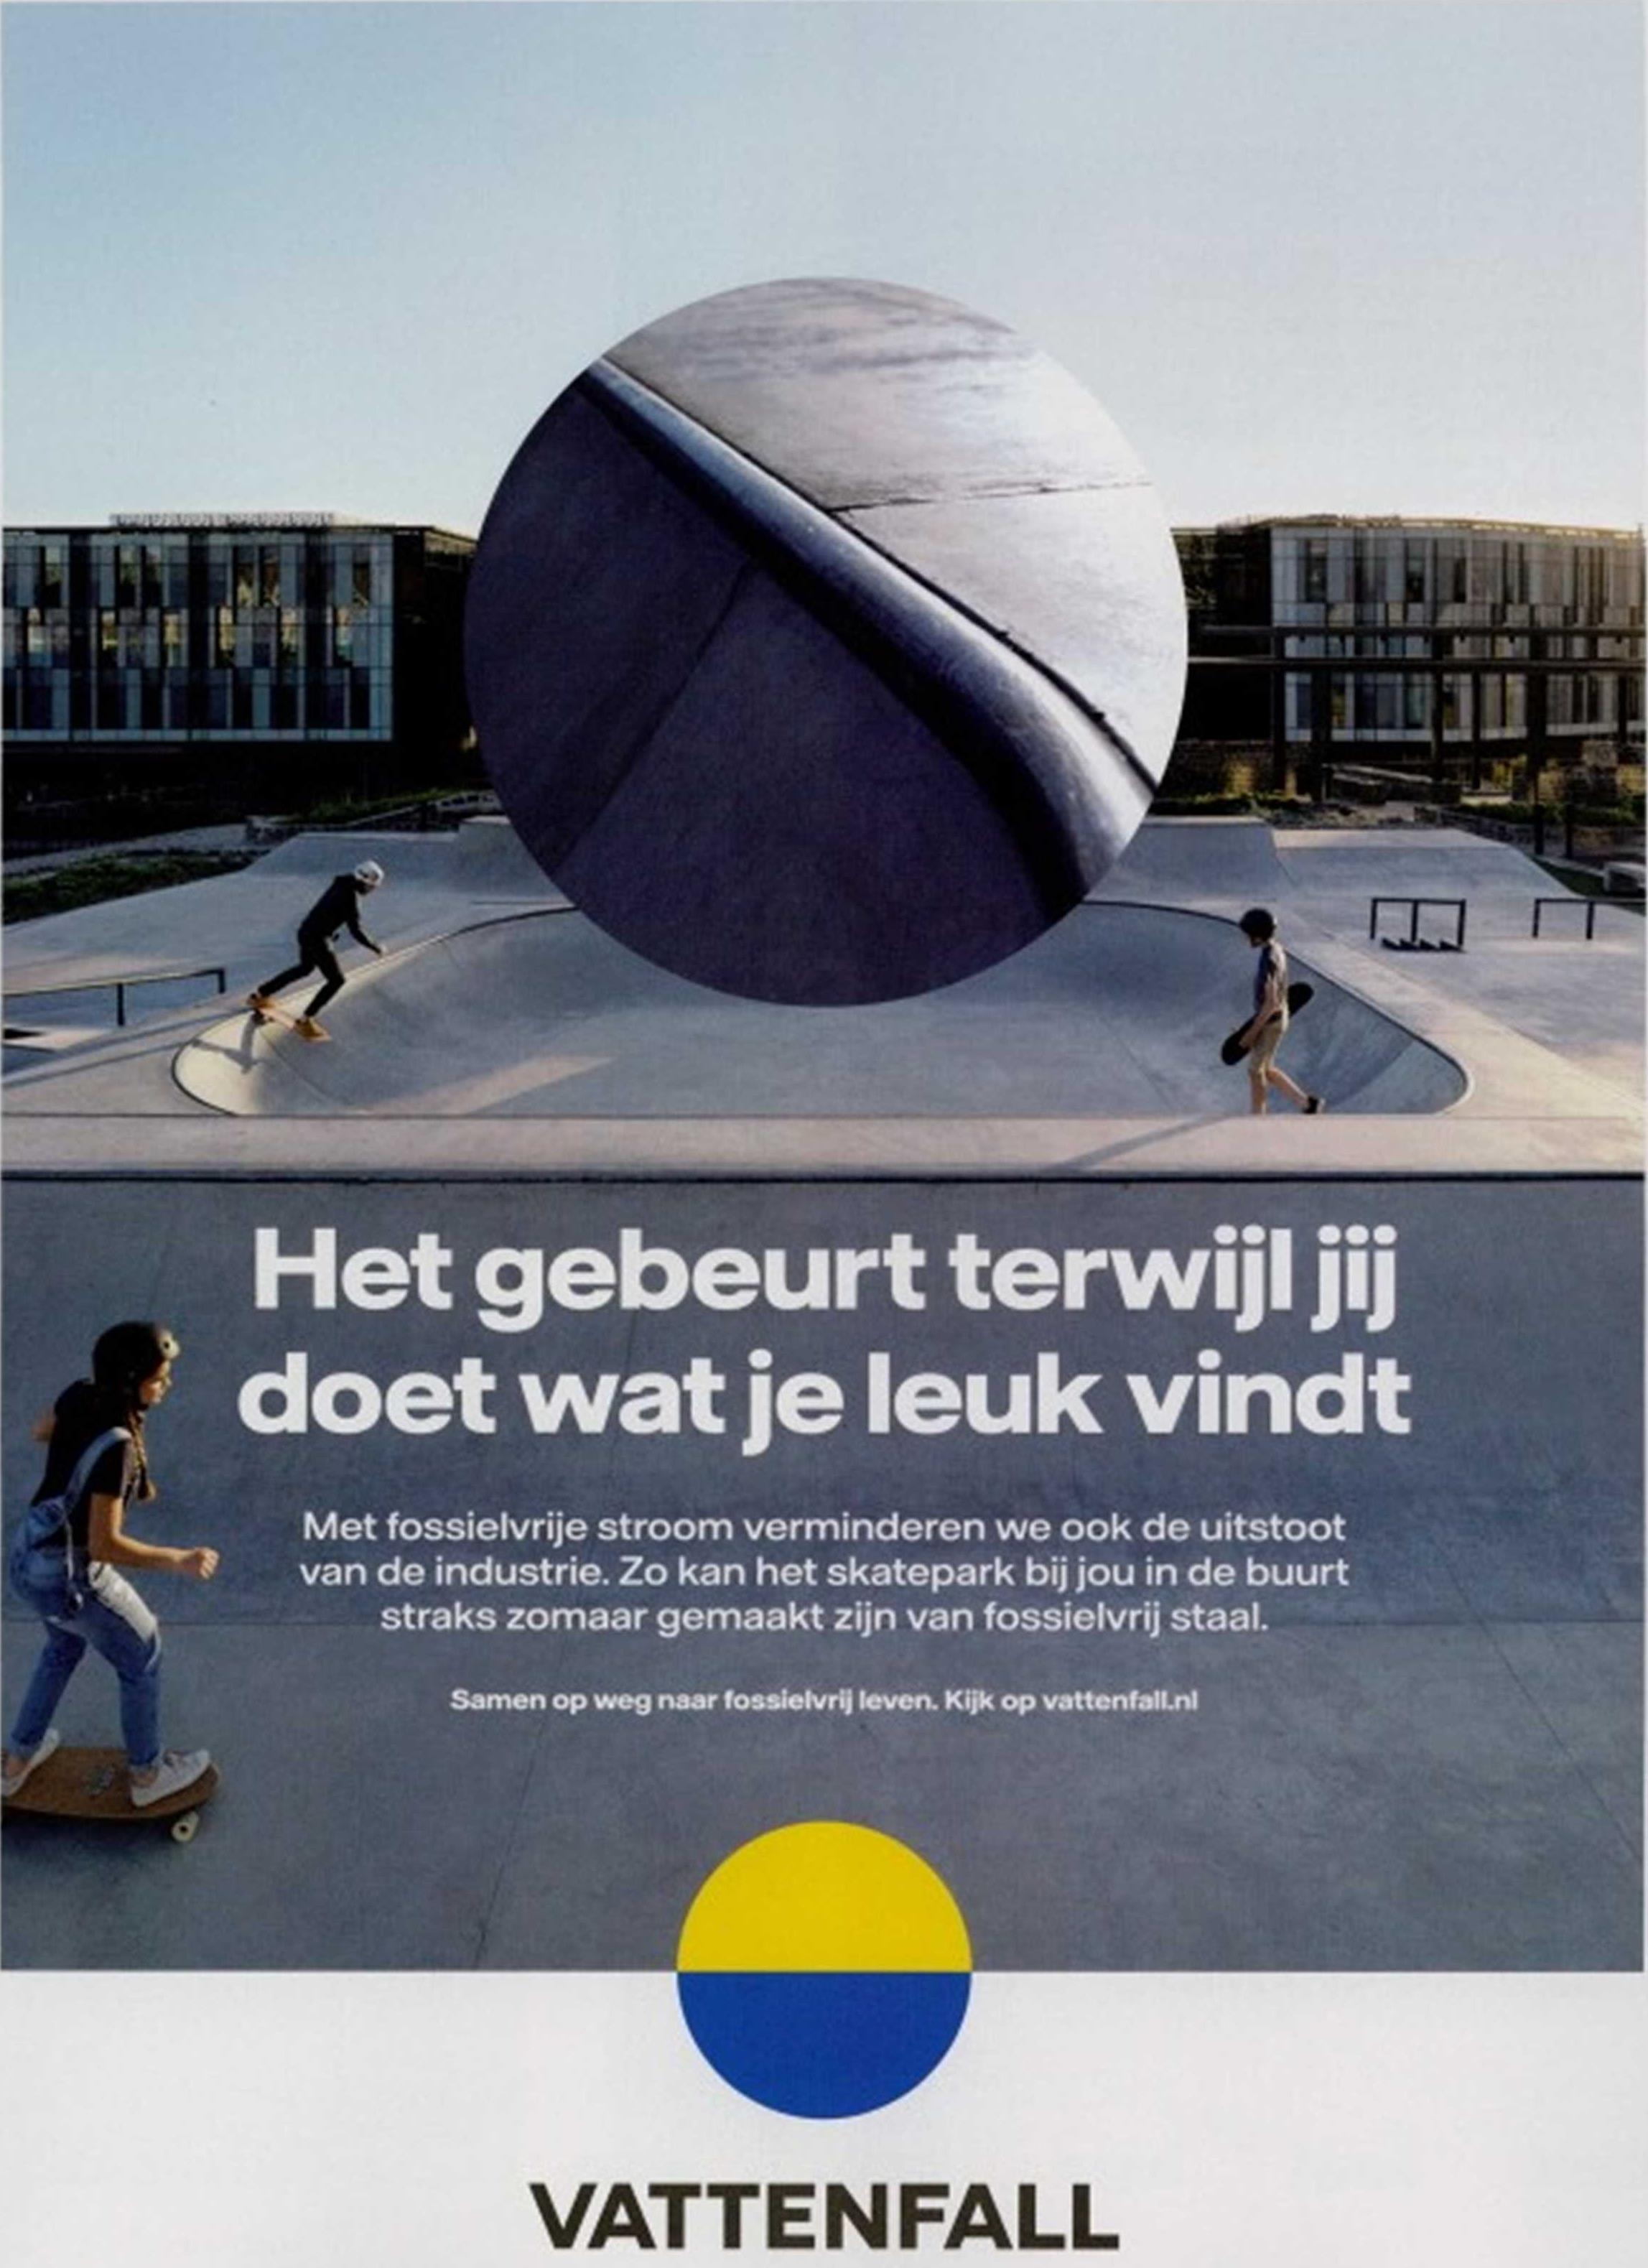 Het gebeurt terwijl jij
doet wat je leuk vindt
Met fossielvrije stroom verminderen we ook de uitstoot
van de industrie. Zo kan het skatepark bij jou in de buurt
straks zomaar gemaakt zijn van fossielvrij staal.
Samen op weg naar fossielvrij leven. Kijk op vattenfall.nl
VATTENFALL